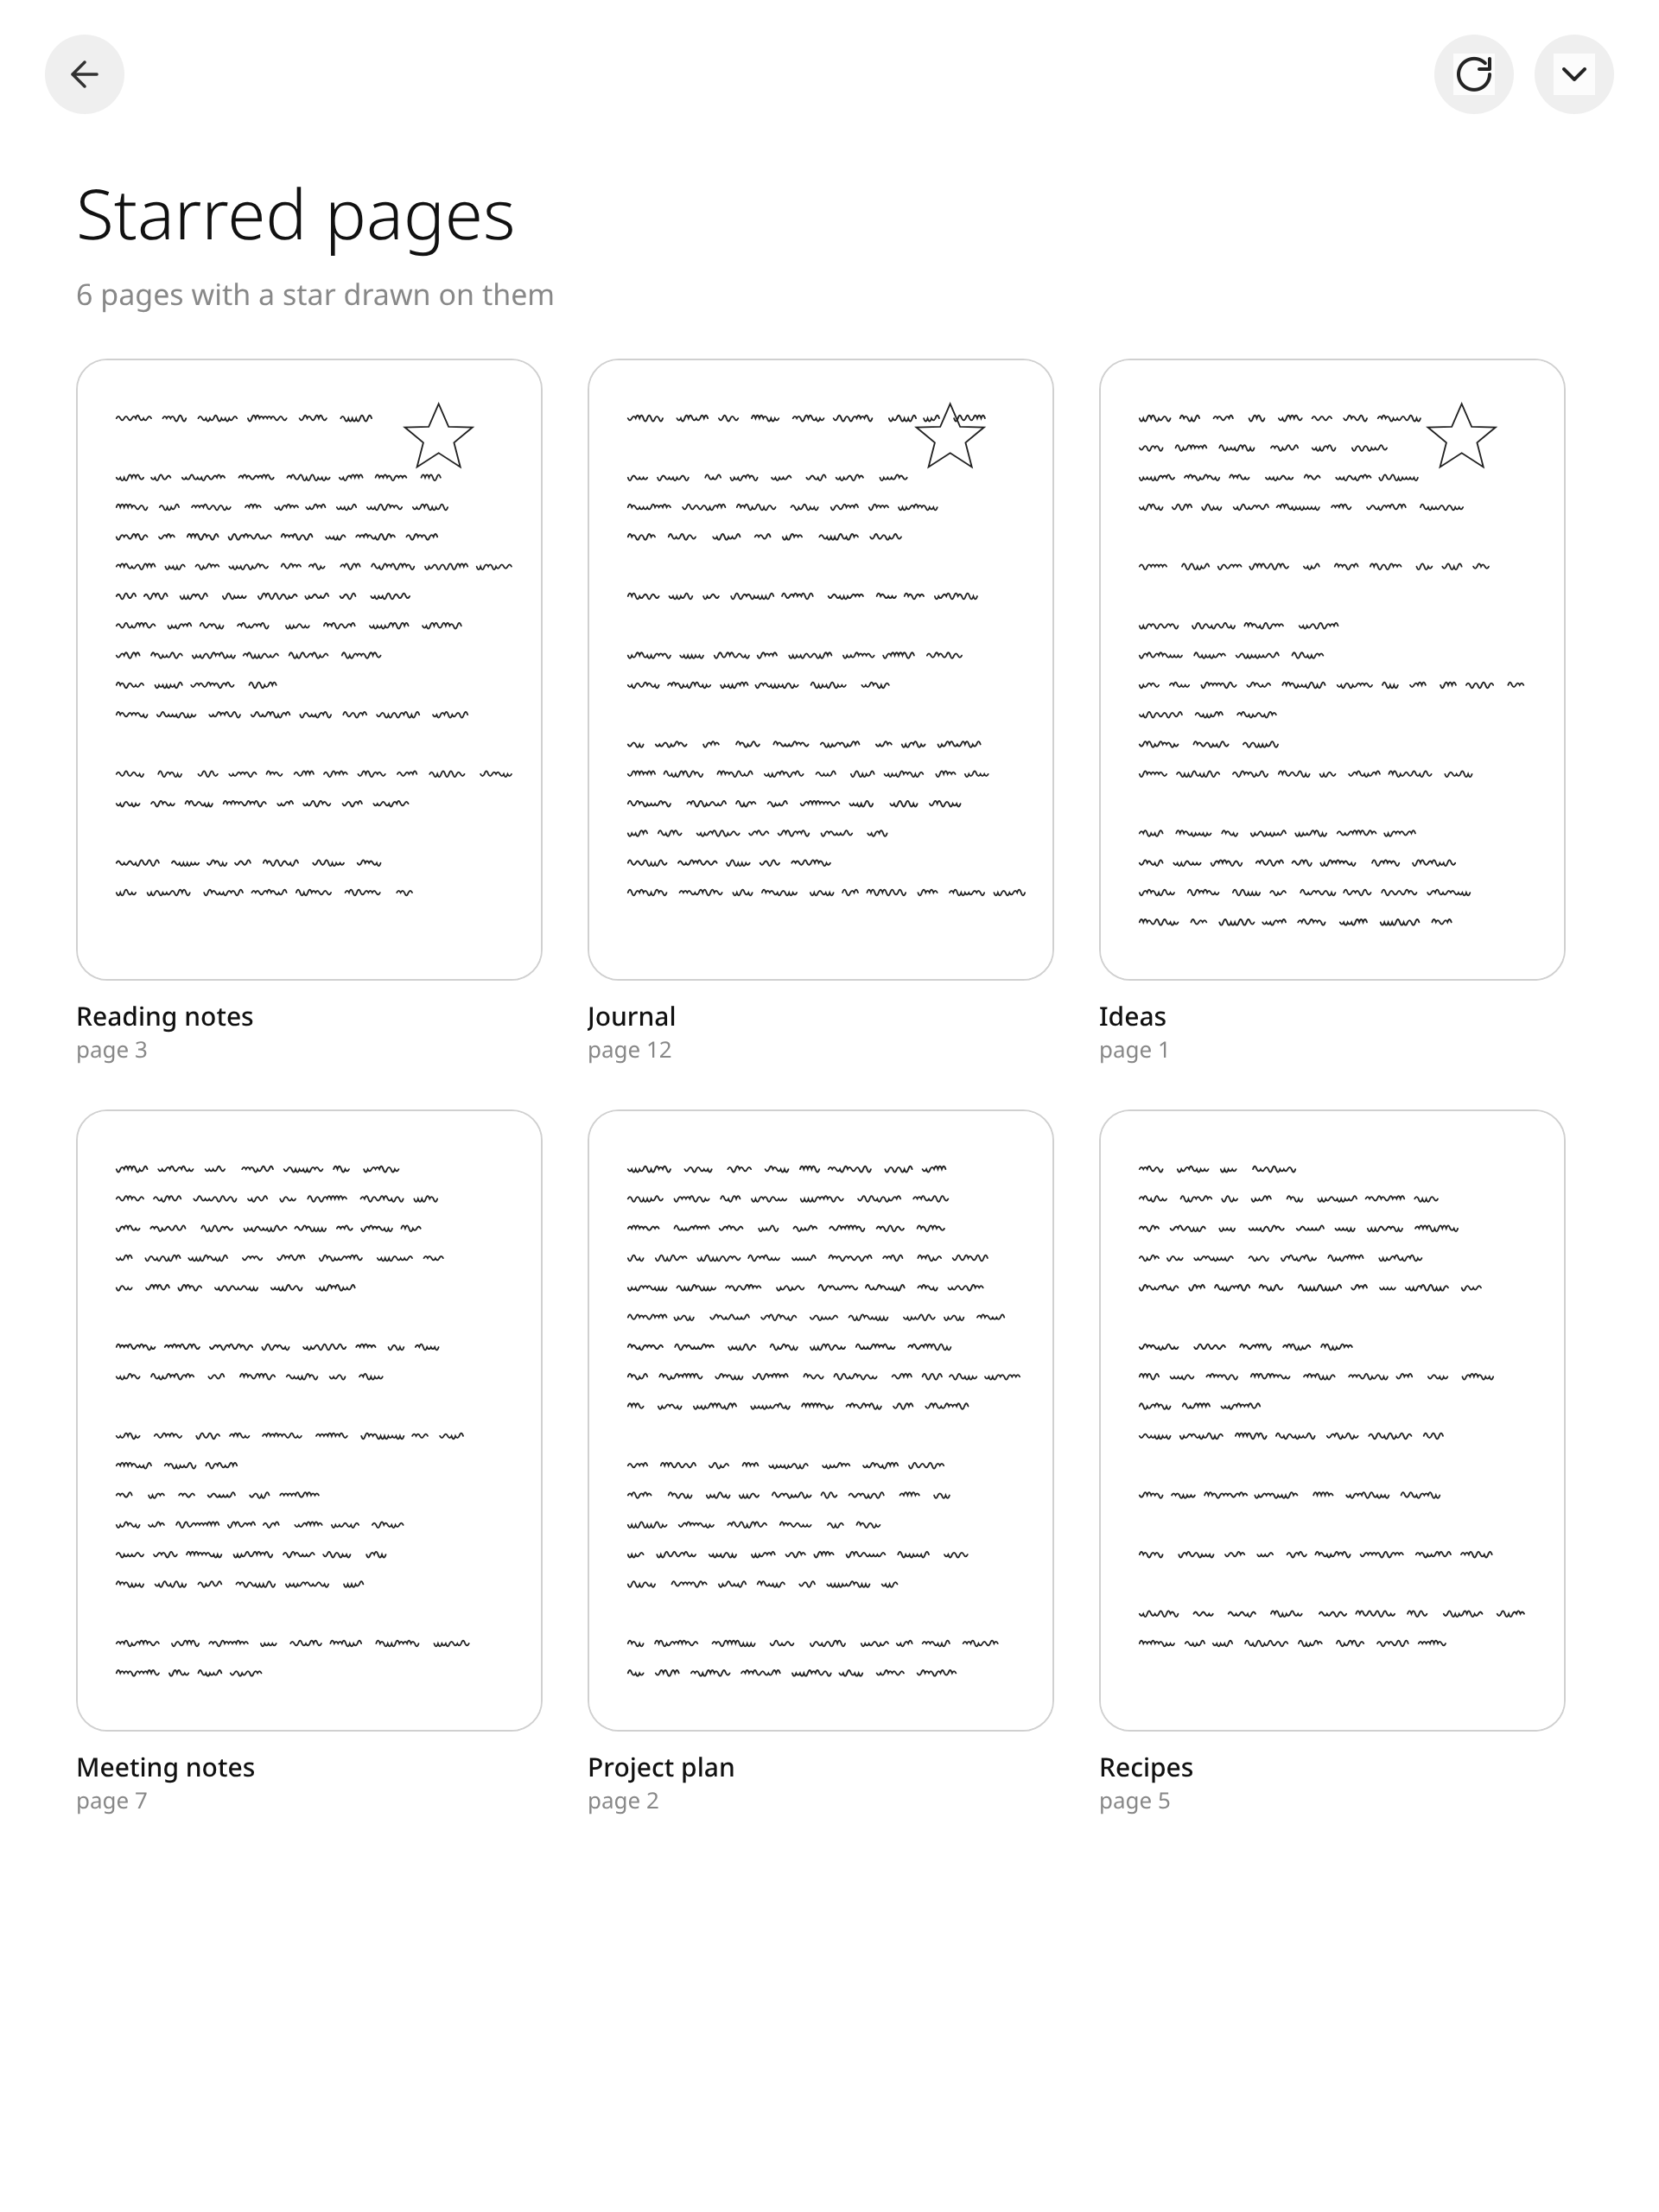 Starred pages
6 pages with a star drawn on them
Reading notes
page 3
Journal
page 12
Ideas
page 1
Meeting notes
page 7
Project plan
page 2
Recipes
page 5